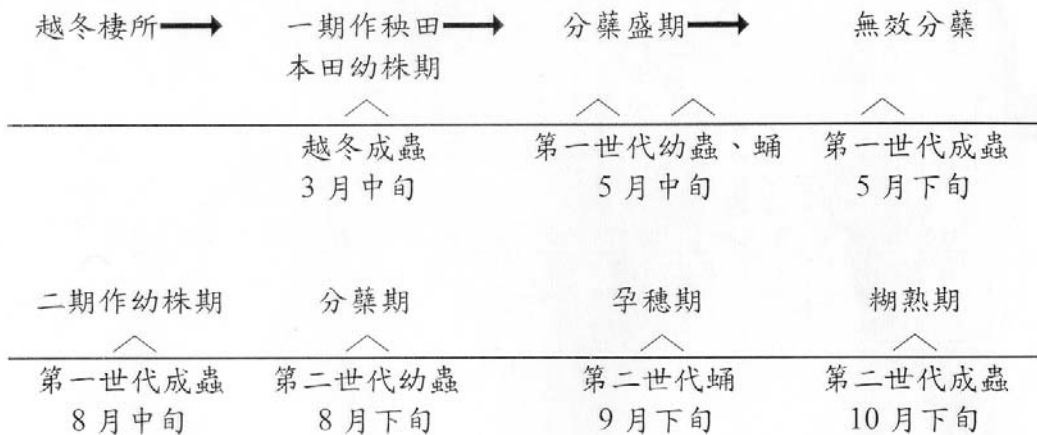 越冬棲所 一期作秧田 分蘗盛期 無效分蘗
本田幼株期
越冬成蟲 第一世代幼蟲、蛹 第一世代成蟲
3 月中旬 5 月中旬 5 月下旬
二期作幼株期 分蘗期 孕穗期 糊熟期
第一世代成蟲 第二世代幼蟲 第二世代蛹 第二世代成蟲
8 月中旬 8 月下旬 9 月下旬 10 月下旬